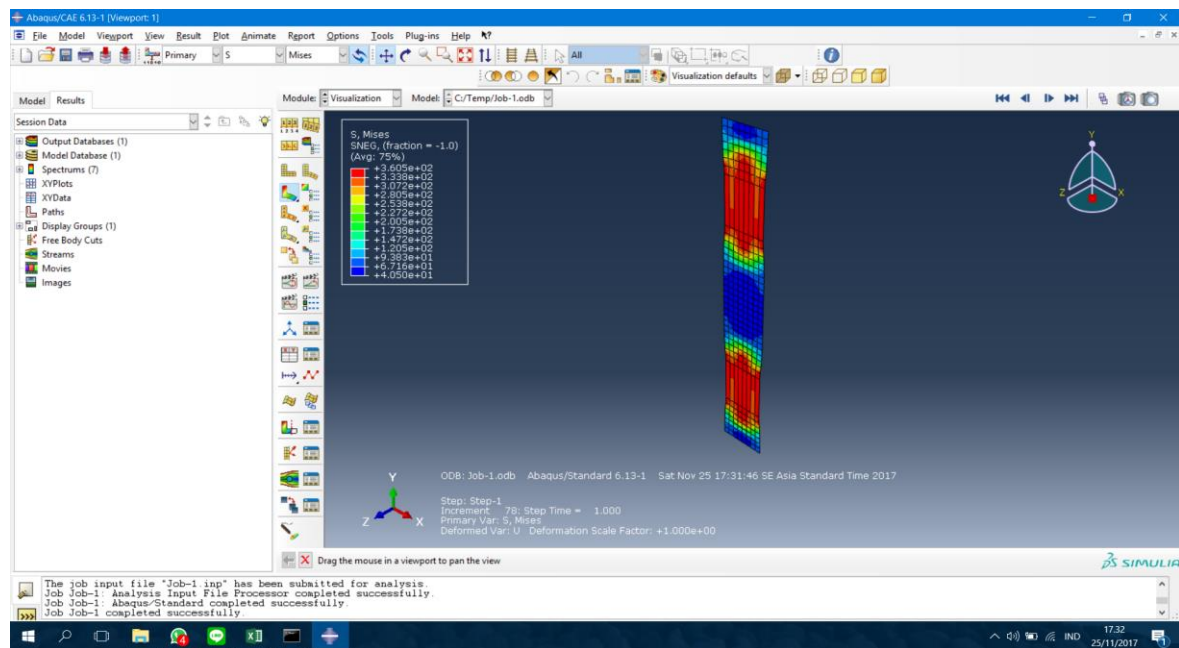 Abaqus/CAE 6.13-1 [Viewport: 1]
File Model Viewport View Result Plot Animate Report Options Tools Plug-ins Help
Primary S Mises All
Visualization defaults
Model Results
Module: Visualization Model: C:/Temp/Job-1.odb
Session Data
Output Databases (1)
Model Database (1)
Spectrums (7)
XYPlots
XYData
Paths
Display Groups (1)
Free Body Cuts
Streams
Movies
Images
S, Mises
SNEG, (fraction = -1.0)
(Avg: 75%)
+3.605e+02
+3.338e+02
+3.072e+02
+2.805e+02
+2.538e+02
+2.272e+02
+2.005e+02
+1.738e+02
+1.472e+02
+1.205e+02
+9.383e+01
+6.716e+01
+4.050e+01
Y
Z X
ODB: Job-1.odb Abaqus/Standard 6.13-1 Sat Nov 25 17:31:46 SE Asia Standard Time 2017
Step: Step-1
Increment 78: Step Time = 1.000
Primary Var: S, Mises
Deformed Var: U Deformation Scale Factor: +1.000e+00
Y
Z X
Drag the mouse in a viewport to pan the view
SIMULIA
The job input file "Job-1.inp" has been submitted for analysis.
Job Job-1: Analysis Input File Processor completed successfully.
Job Job-1: Abaqus/Standard completed successfully.
Job Job-1 completed successfully.
4
IND
17.32
25/11/2017